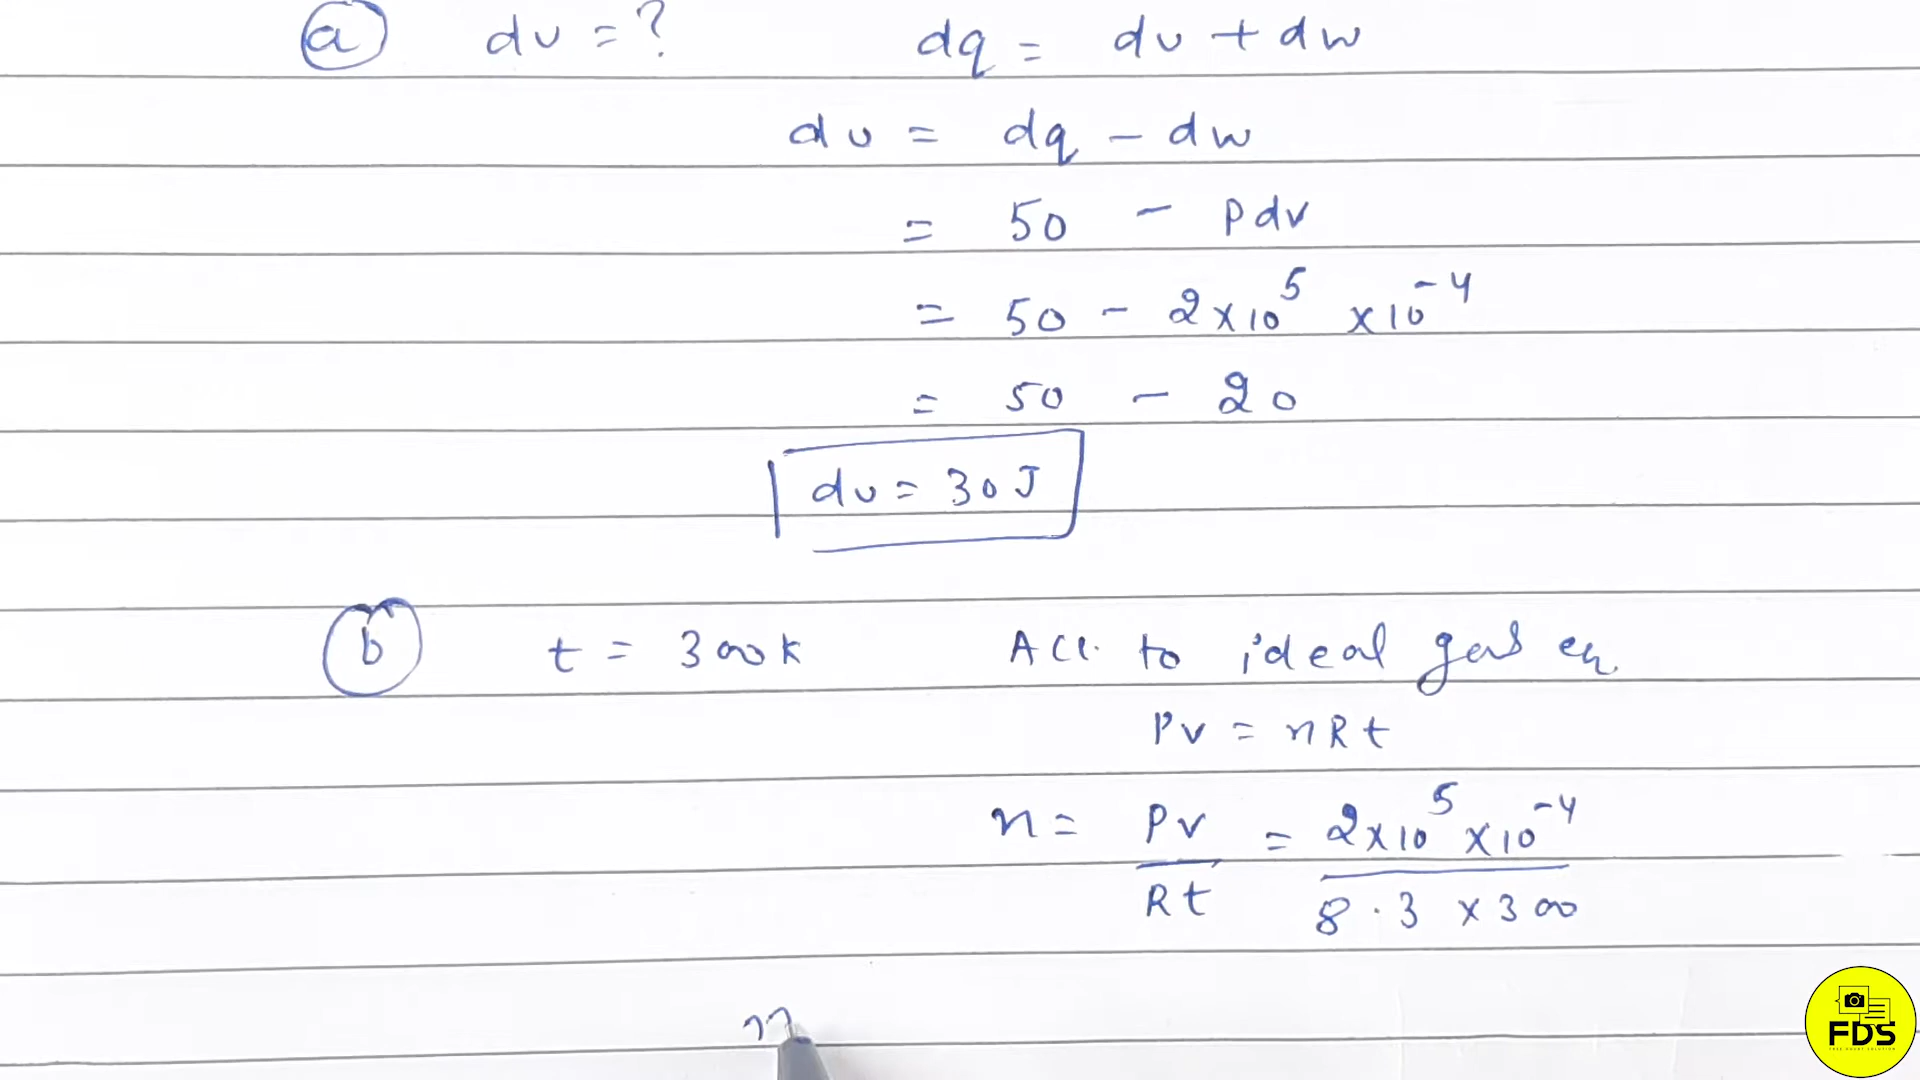 a du = ? dq = du + dw
du = dq - dw
= 50 - Pdv
= 50 - 2×10^5 ×10^-4
= 50 - 20
du = 30 J
b t = 300k Acc. to ideal gas eq.
Pv = nRt
n = Pv/Rt = 2×10^5 ×10^-4 / 8.3 × 300
n
FDS